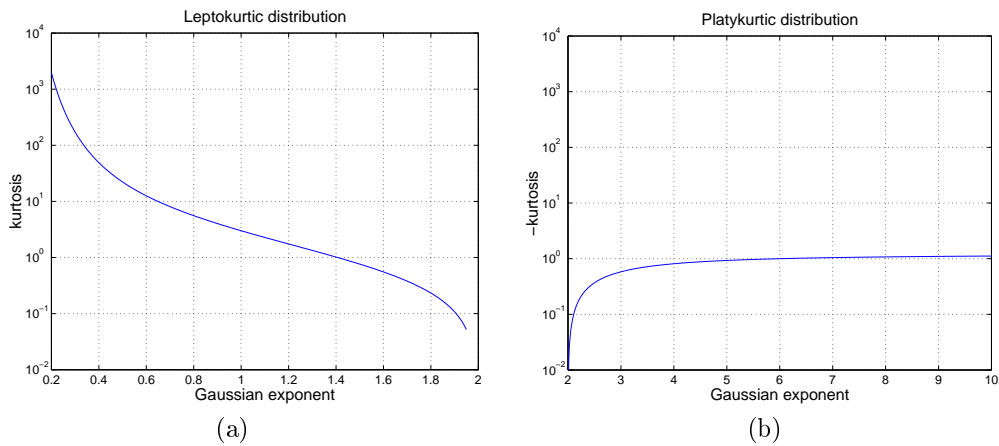 Leptokurtic distribution
10^4
10^3
10^2
10^1
10^0
10^−1
10^−2
kurtosis
0.2 0.4 0.6 0.8 1 1.2 1.4 1.6 1.8 2
Gaussian exponent
(a)
Platykurtic distribution
10^4
10^3
10^2
10^1
10^0
10^−1
10^−2
−kurtosis
2 3 4 5 6 7 8 9 10
Gaussian exponent
(b)